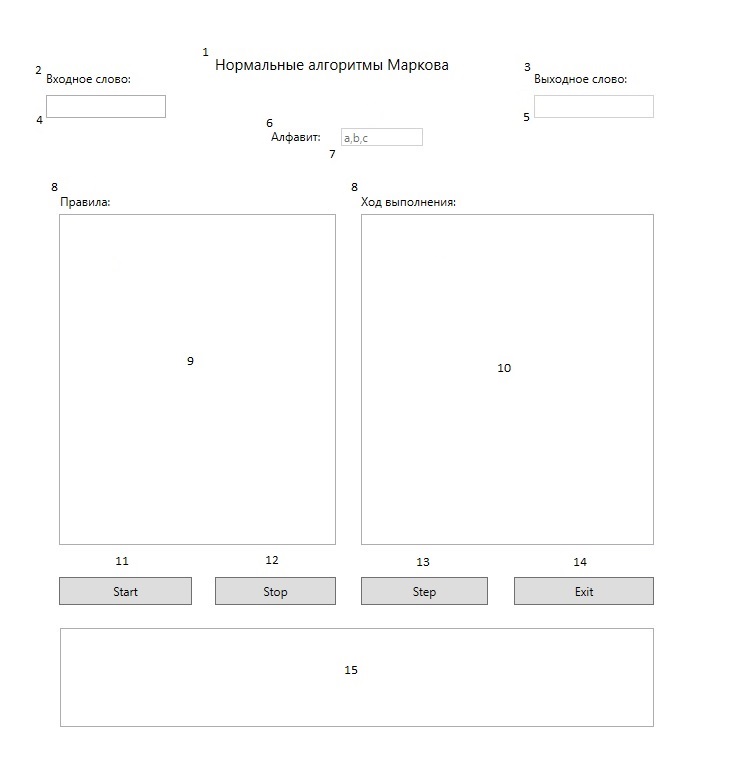 1
Нормальные алгоритмы Маркова
2
Входное слово:
3
Выходное слово:
4
5
6
Алфавит:
a,b,c
7
8
Правила:
8
Ход выполнения:
9
10
11
12
13
14
Start
Stop
Step
Exit
15